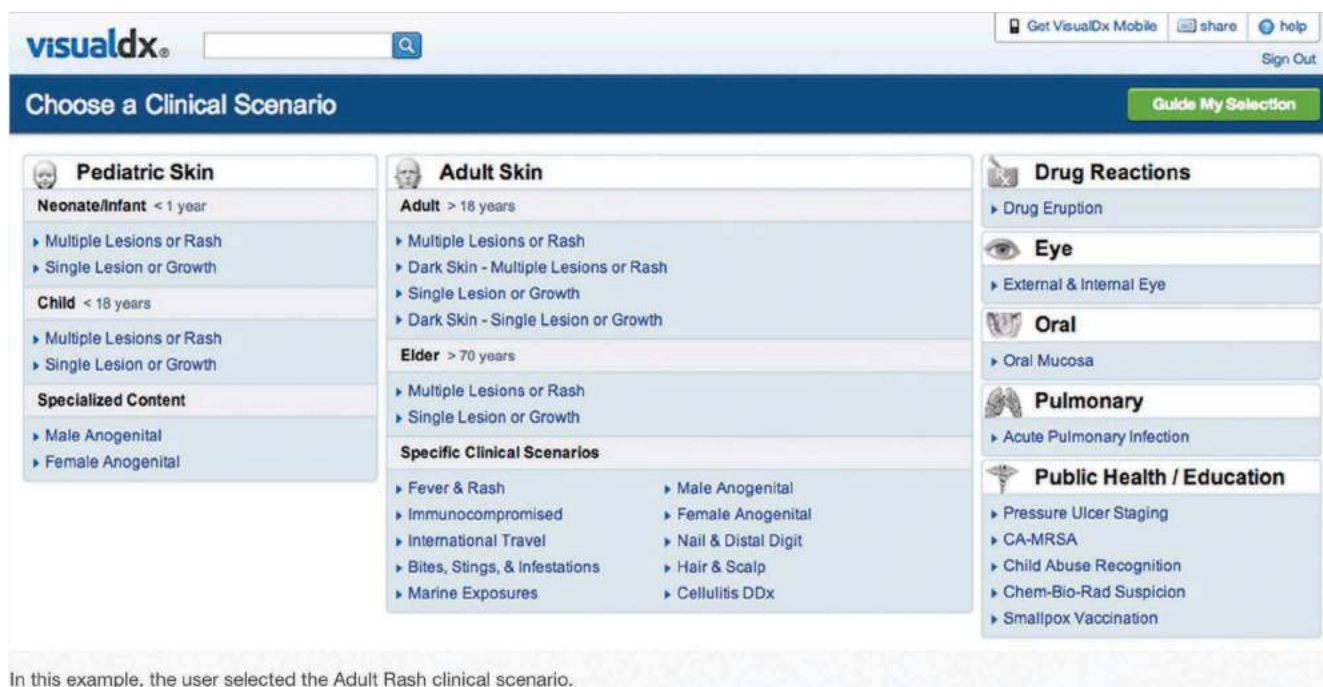 visualdx®
Get VisualDx Mobile
share
help
Sign Out
Choose a Clinical Scenario
Guide My Selection
Pediatric Skin
Neonate/Infant < 1 year
Multiple Lesions or Rash
Single Lesion or Growth
Child < 18 years
Multiple Lesions or Rash
Single Lesion or Growth
Specialized Content
Male Anogenital
Female Anogenital
Adult Skin
Adult > 18 years
Multiple Lesions or Rash
Dark Skin - Multiple Lesions or Rash
Single Lesion or Growth
Dark Skin - Single Lesion or Growth
Elder > 70 years
Multiple Lesions or Rash
Single Lesion or Growth
Specific Clinical Scenarios
Fever & Rash
Immunocompromised
International Travel
Bites, Stings, & Infestations
Marine Exposures
Male Anogenital
Female Anogenital
Nail & Distal Digit
Hair & Scalp
Cellulitis DDx
Drug Reactions
Drug Eruption
Eye
External & Internal Eye
Oral
Oral Mucosa
Pulmonary
Acute Pulmonary Infection
Public Health / Education
Pressure Ulcer Staging
CA-MRSA
Child Abuse Recognition
Chem-Bio-Rad Suspicion
Smallpox Vaccination
In this example, the user selected the Adult Rash clinical scenario.